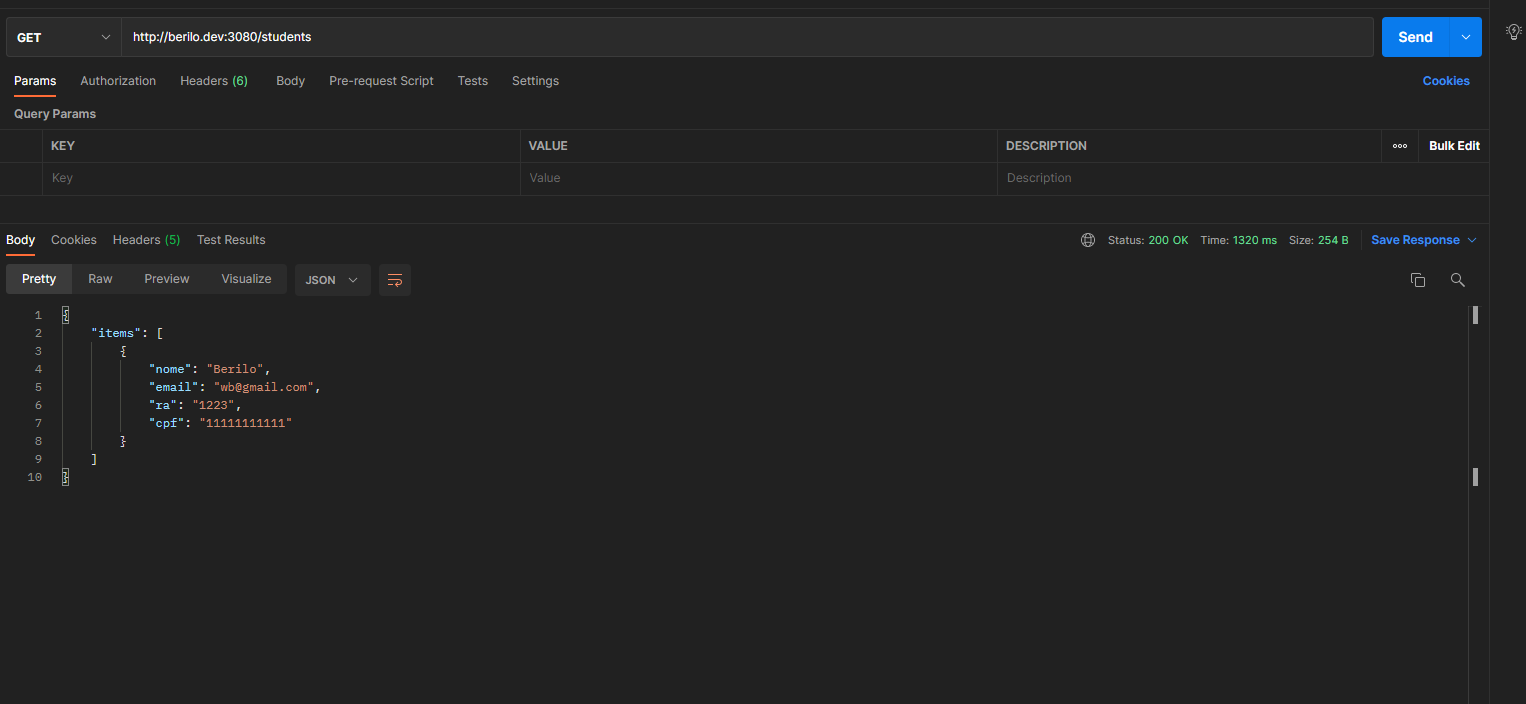 GET http://berilo.dev:3080/students Send
Params Authorization Headers (6) Body Pre-request Script Tests Settings Cookies
Query Params
KEY VALUE DESCRIPTION Bulk Edit
Key Value Description
Body Cookies Headers (5) Test Results Status: 200 OK Time: 1320 ms Size: 254 B Save Response
Pretty Raw Preview Visualize JSON
1 {
2 "items": [
3 {
4 "nome": "Berilo",
5 "email": "wb@gmail.com",
6 "ra": "1223",
7 "cpf": "11111111111"
8 }
9 ]
10 }